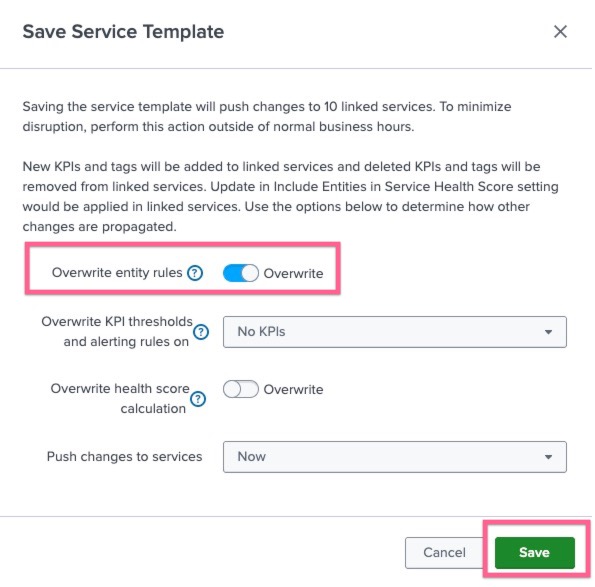 Save Service Template
Saving the service template will push changes to 10 linked services. To minimize
disruption, perform this action outside of normal business hours.
New KPIs and tags will be added to linked services and deleted KPIs and tags will be
removed from linked services. Update in Include Entities in Service Health Score setting
would be applied in linked services. Use the options below to determine how other
changes are propagated.
Overwrite entity rules ? Overwrite
Overwrite KPI thresholds
and alerting rules on ? No KPIs
Overwrite health score
calculation ? Overwrite
Push changes to services Now
Cancel Save